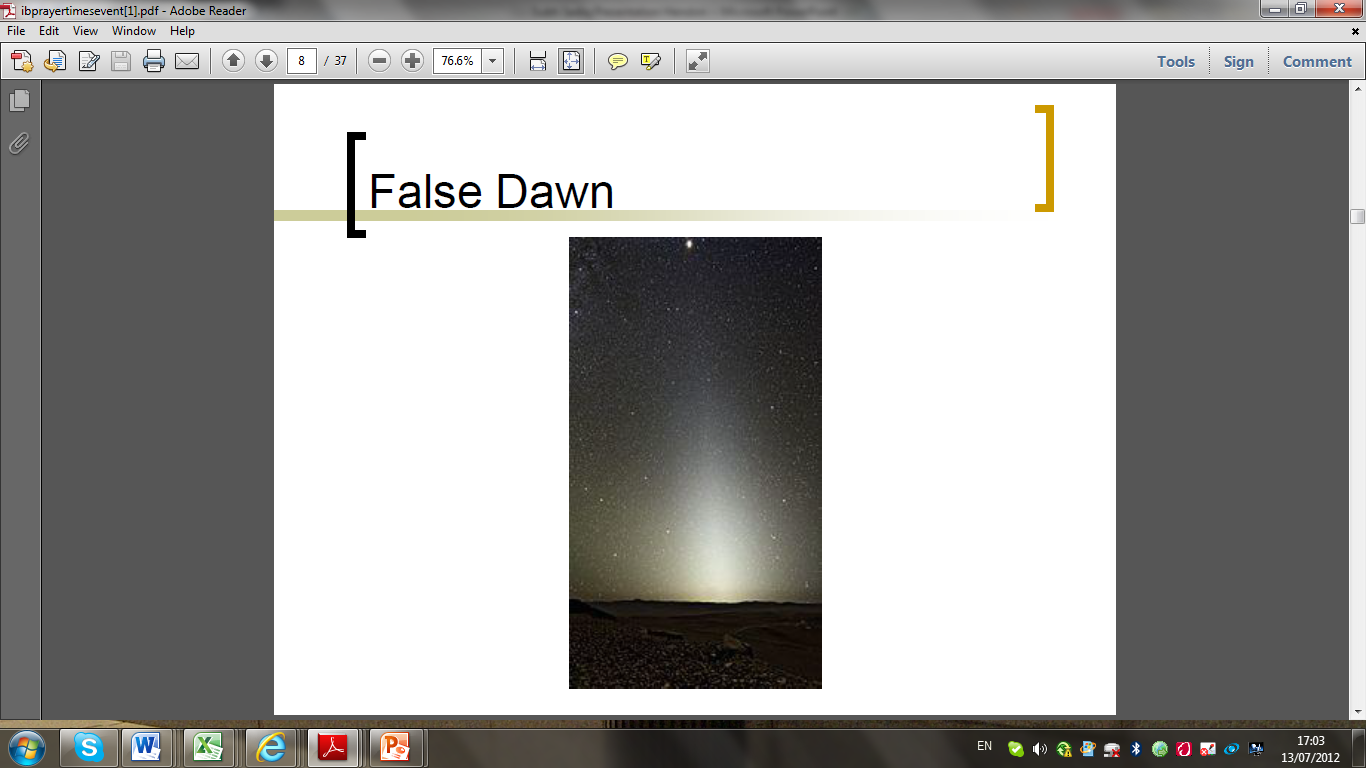 ibprayertimesevent[1].pdf - Adobe Reader
File Edit View Window Help
8 / 37 76.6% Tools Sign Comment
False Dawn
EN 17:03
13/07/2012